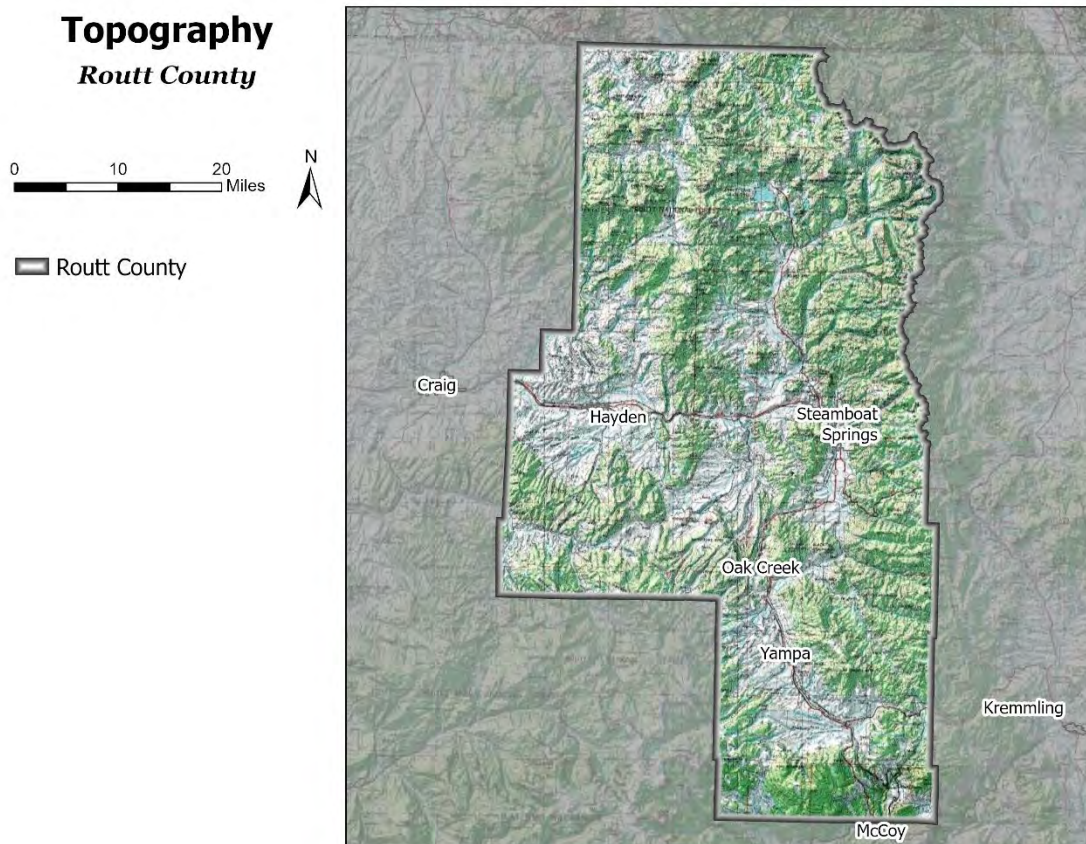 Topography
Routt County
N
0 10 20
Miles
Routt County
Craig
Hayden
Steamboat
Springs
Oak Creek
Yampa
Kremmling
McCoy